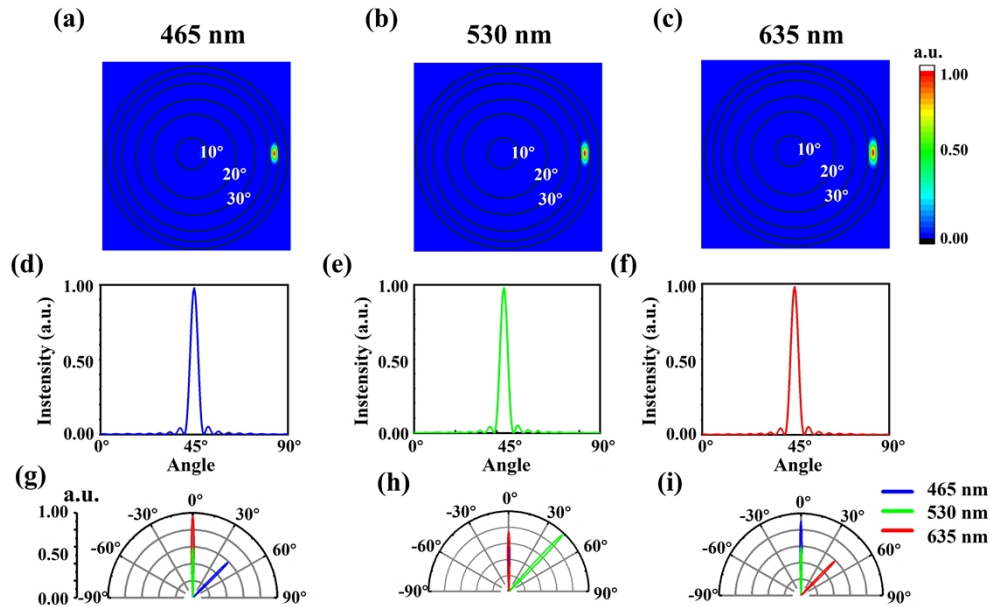 (a) (b) (c)
465 nm 530 nm 635 nm
a.u.
1.00
0.50
0.00
10° 10° 10°
20° 20° 20°
30° 30° 30°
(d) (e) (f)
1.00 1.00 1.00
0.50 0.50 0.50
0.00 0.00 0.00
Instensity (a.u.) Instensity (a.u.) Instensity (a.u.)
0° 45° 90° 0° 45° 90° 0° 45° 90°
Angle Angle Angle
(g) (h) (i)
a.u.
1.00
0.50
0.00
0° 0° 0°
-30° 30° -30° 30° -30° 30°
-60° 60° -60° 60° -60° 60°
-90° 90° -90° 90° -90° 90°
465 nm
530 nm
635 nm